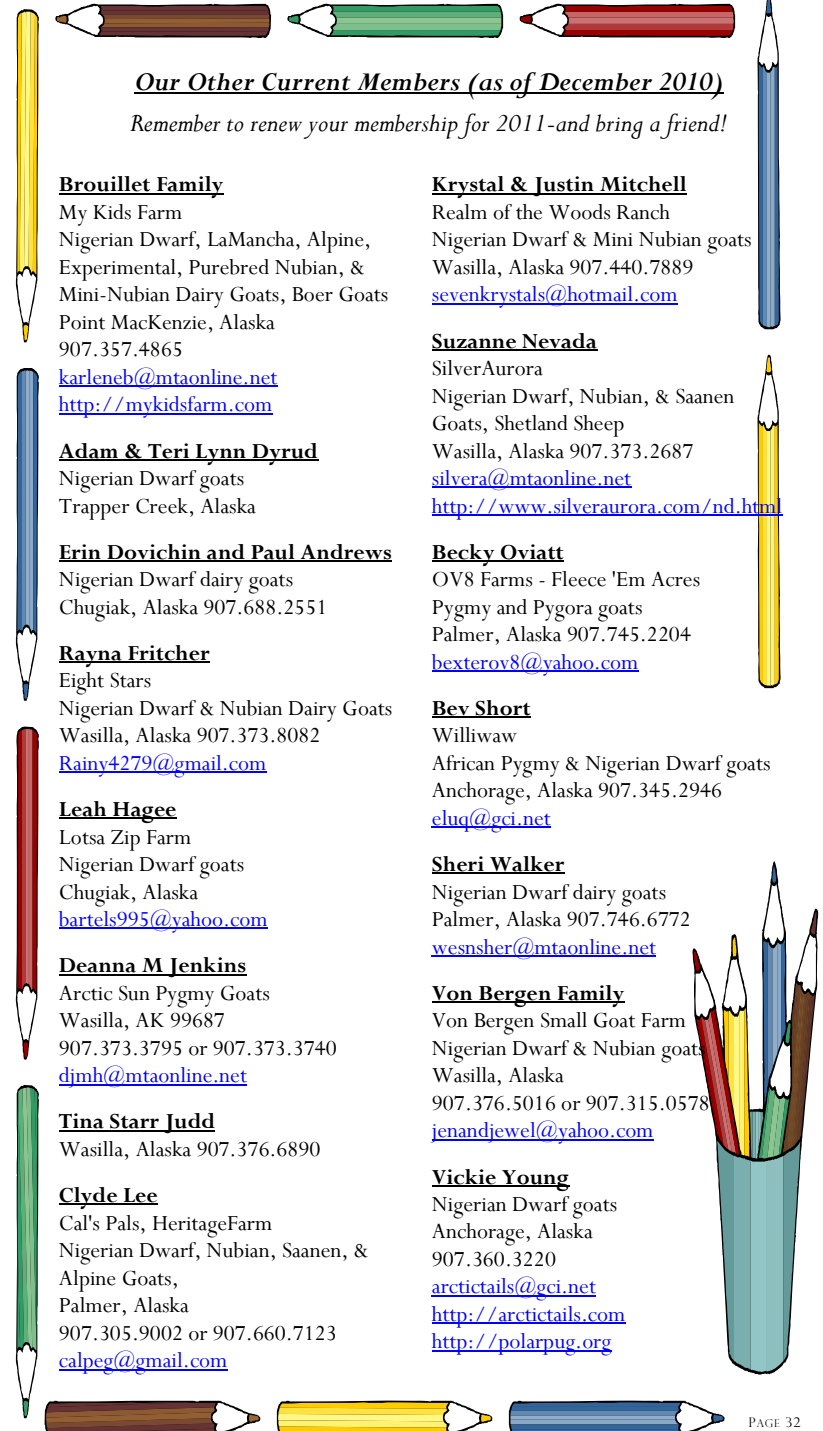 Our Other Current Members (as of December 2010)
Remember to renew your membership for 2011-and bring a friend!
Brouillet Family
My Kids Farm
Nigerian Dwarf, LaMancha, Alpine,
Experimental, Purebred Nubian, &
Mini-Nubian Dairy Goats, Boer Goats
Point MacKenzie, Alaska
907.357.4865
karleneb@mtaonline.net
http://mykidsfarm.com
Adam & Teri Lynn Dyrud
Nigerian Dwarf goats
Trapper Creek, Alaska
Erin Dovichin and Paul Andrews
Nigerian Dwarf dairy goats
Chugiak, Alaska 907.688.2551
Rayna Fritcher
Eight Stars
Nigerian Dwarf & Nubian Dairy Goats
Wasilla, Alaska 907.373.8082
Rainy4279@gmail.com
Leah Hagee
Lotsa Zip Farm
Nigerian Dwarf goats
Chugiak, Alaska
bartels995@yahoo.com
Deanna M Jenkins
Arctic Sun Pygmy Goats
Wasilla, AK 99687
907.373.3795 or 907.373.3740
djmh@mtaonline.net
Tina Starr Judd
Wasilla, Alaska 907.376.6890
Clyde Lee
Cal's Pals, HeritageFarm
Nigerian Dwarf, Nubian, Saanen, &
Alpine Goats,
Palmer, Alaska
907.305.9002 or 907.660.7123
calpeg@gmail.com
Krystal & Justin Mitchell
Realm of the Woods Ranch
Nigerian Dwarf & Mini Nubian goats
Wasilla, Alaska 907.440.7889
sevenkrystals@hotmail.com
Suzanne Nevada
SilverAurora
Nigerian Dwarf, Nubian, & Saanen
Goats, Shetland Sheep
Wasilla, Alaska 907.373.2687
silvera@mtaonline.net
http://www.silveraurora.com/nd.html
Becky Oviatt
OV8 Farms - Fleece 'Em Acres
Pygmy and Pygora goats
Palmer, Alaska 907.745.2204
bexterov8@yahoo.com
Bev Short
Williwaw
African Pygmy & Nigerian Dwarf goats
Anchorage, Alaska 907.345.2946
eluq@gci.net
Sheri Walker
Nigerian Dwarf dairy goats
Palmer, Alaska 907.746.6772
wesnsher@mtaonline.net
Von Bergen Family
Von Bergen Small Goat Farm
Nigerian Dwarf & Nubian goats
Wasilla, Alaska
907.376.5016 or 907.315.0578
jenandjewel@yahoo.com
Vickie Young
Nigerian Dwarf goats
Anchorage, Alaska
907.360.3220
arctictails@gci.net
http://arctictails.com
http://polarpug.org
PAGE 32